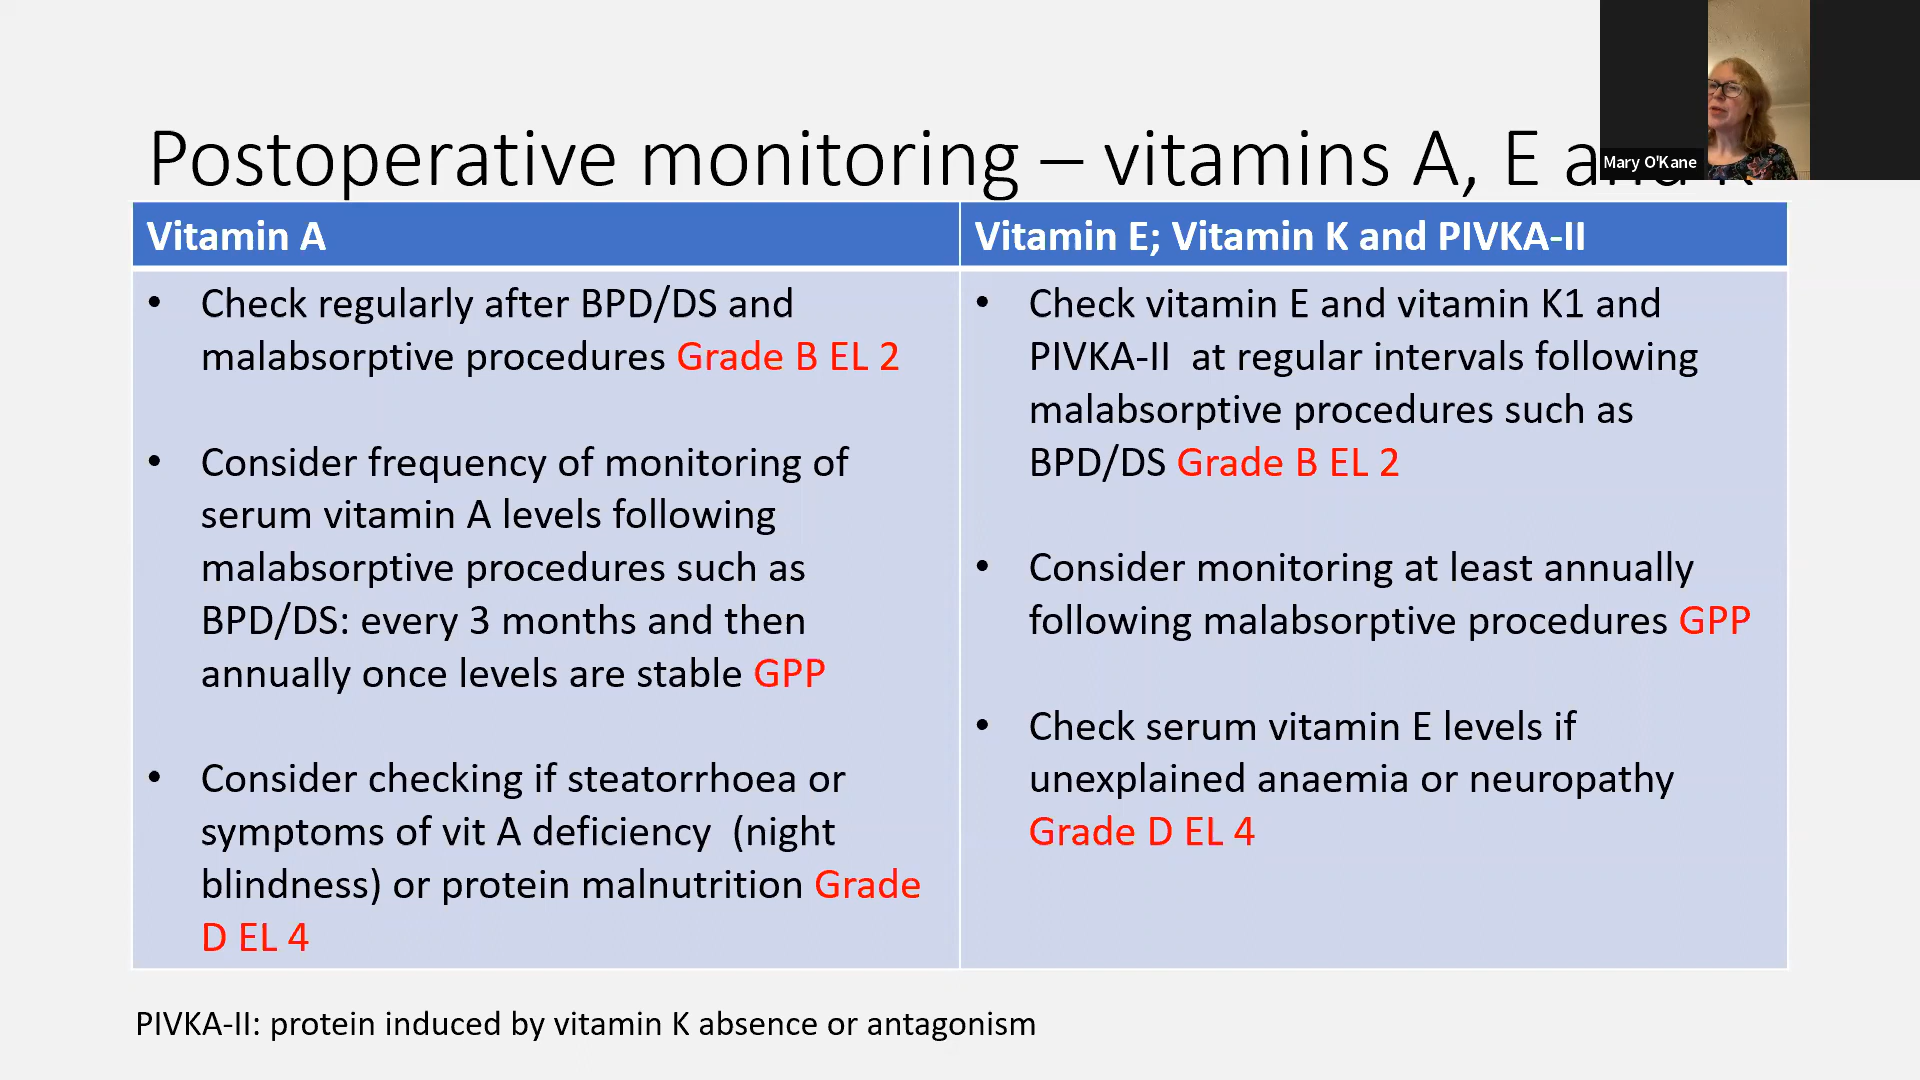 Postoperative monitoring – vitamins A, E and K
Mary O'Kane
Vitamin A
• Check regularly after BPD/DS and
malabsorptive procedures Grade B EL 2
• Consider frequency of monitoring of
serum vitamin A levels following
malabsorptive procedures such as
BPD/DS: every 3 months and then
annually once levels are stable GPP
• Consider checking if steatorrhoea or
symptoms of vit A deficiency  (night
blindness) or protein malnutrition Grade
D EL 4
Vitamin E; Vitamin K and PIVKA-II
• Check vitamin E and vitamin K1 and
PIVKA-II  at regular intervals following
malabsorptive procedures such as
BPD/DS Grade B EL 2
• Consider monitoring at least annually
following malabsorptive procedures GPP
• Check serum vitamin E levels if
unexplained anaemia or neuropathy
Grade D EL 4
PIVKA-II: protein induced by vitamin K absence or antagonism